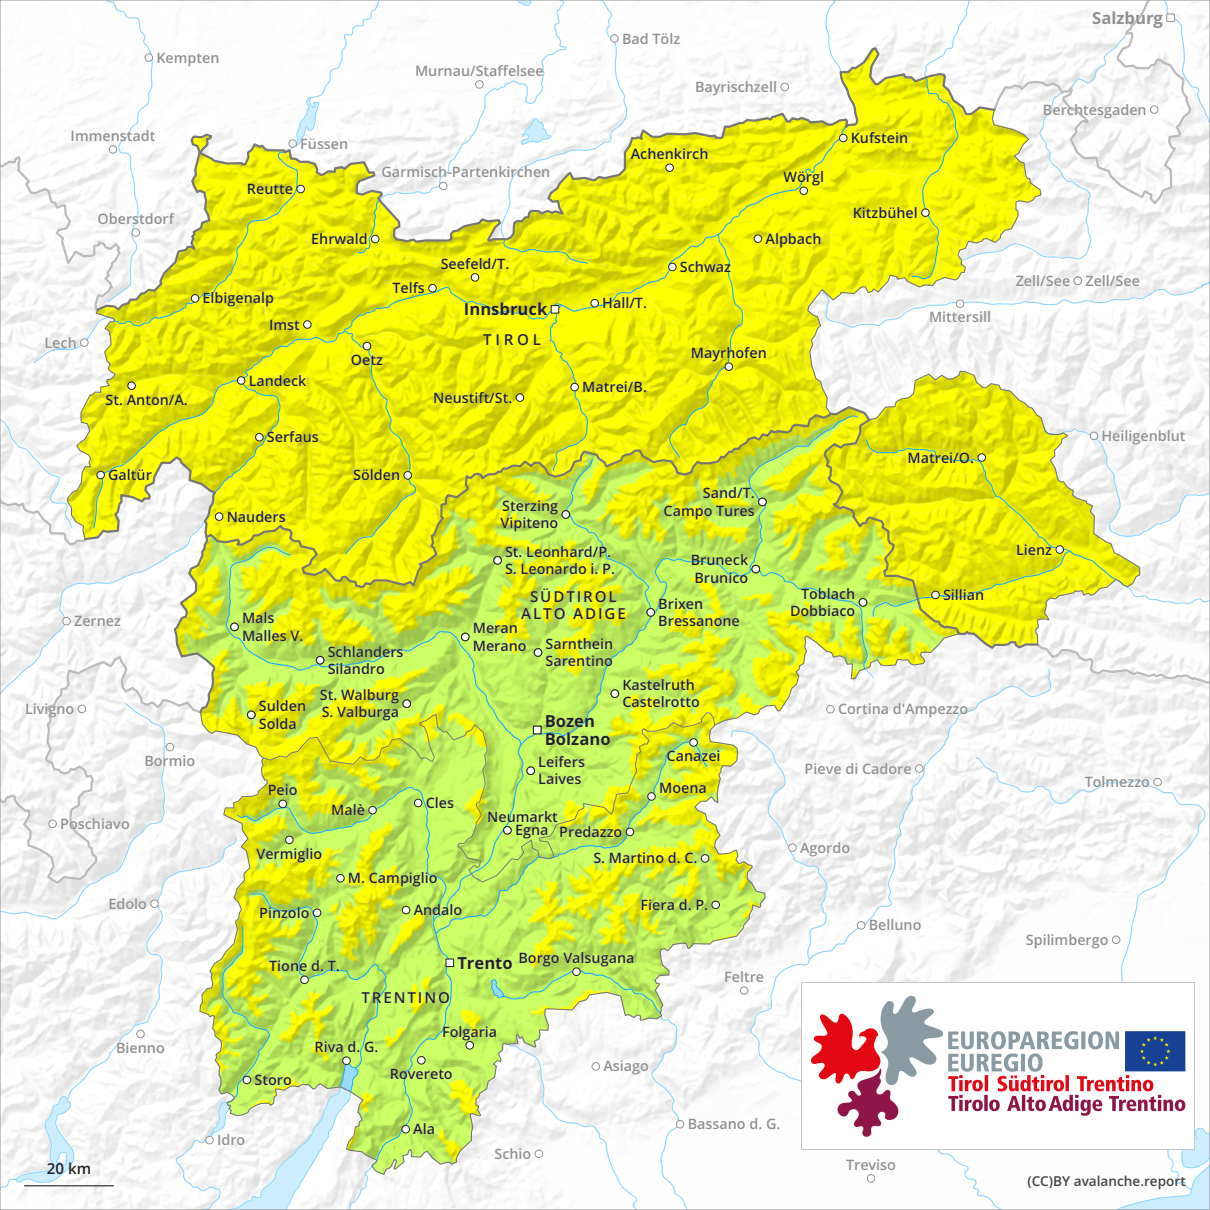 Salzburg
Bad Tölz
Kempten
Murnau/Staffelsee
Bayrischzell
Berchtesgaden
Immenstadt
Füssen
Kufstein
Achenkirch
Garmisch-Partenkirchen
Wörgl
Reutte
Oberstdorf
Kitzbühel
Ehrwald
Alpbach
Seefeld/T.
Schwaz
Zell/See
Zell/See
Telfs
Elbigenalp
Hall/T.
Innsbruck
Mittersill
Imst
TIROL
Lech
Oetz
Mayrhofen
Landeck
Matrei/B.
St. Anton/A.
Neustift/St.
Serfaus
Heiligenblut
Matrei/O.
Galtür
Sölden
Sand/T.
Campo Tures
Sterzing
Vipiteno
Nauders
Lienz
St. Leonhard/P.
S. Leonardo i. P.
Bruneck
Brunico
SÜDTIROL
ALTO ADIGE
Toblach
Dobbiaco
Sillian
Brixen
Bressanone
Zernez
Mals
Malles V.
Meran
Merano
Sarnthein
Sarentino
Schlanders
Silandro
Kastelruth
Castelrotto
St. Walburg
S. Valburga
Sulden
Solda
Livigno
Cortina d'Ampezzo
Bozen
Bolzano
Bormio
Canazei
Leifers
Laives
Pieve di Cadore
Tolmezzo
Peio
Moena
Cles
Malè
Neumarkt
Egna
Predazzo
Poschiavo
Vermiglio
Agordo
S. Martino d. C.
M. Campiglio
Edolo
Pinzolo
Andalo
Fiera d. P.
Belluno
Spilimbergo
Trento
Borgo Valsugana
Tione d. T.
Feltre
TRENTINO
Folgaria
Bienno
Riva d. G.
Rovereto
Asiago
Storo
Ala
Bassano d. G.
Idro
Schio
Treviso
EUROPAREGION
EUREGIO
Tirol Südtirol Trentino
Tirolo Alto Adige Trentino
20 km
(CC)BY avalanche.report